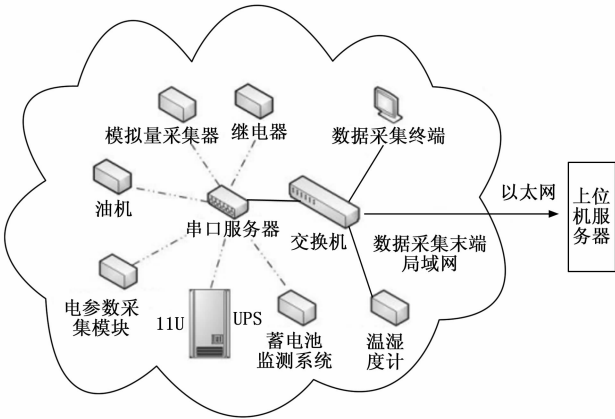 模拟量采集器
继电器
数据采集终端
油机
串口服务器
交换机
以太网
上位
机服
务器
数据采集末端
局域网
电参数采
集模块
11U
UPS
蓄电池
监测系统
温湿
度计